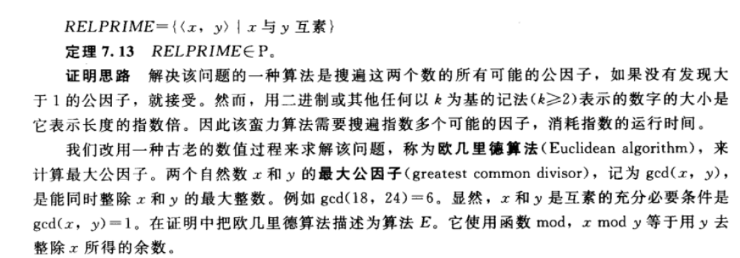 RELPRIME={⟨x, y⟩ | x 与 y 互素}
定理 7.13 RELPRIME∈P。
证明思路 解决该问题的一种算法是搜遍这两个数的所有可能的公因子，如果没有发现大
于 1 的公因子，就接受。然而，用二进制或其他任何以 k 为基的记法(k≥2)表示的数字的大小是
它表示长度的指数倍。因此该蛮力算法需要搜遍指数多个可能的因子，消耗指数的运行时间。
我们改用一种古老的数值过程来求解该问题，称为欧几里德算法(Euclidean algorithm)，来
计算最大公因子。两个自然数 x 和 y 的最大公因子(greatest common divisor)，记为 gcd(x, y)，
是能同时整除 x 和 y 的最大整数。例如 gcd(18, 24)=6。显然，x 和 y 是互素的充分必要条件是
gcd(x, y)=1。在证明中把欧几里德算法描述为算法 E。它使用函数 mod，x mod y 等于用 y 去
整除 x 所得的余数。